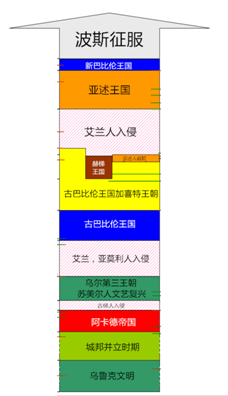 波斯征服
新巴比伦王国
亚述王国
艾兰人入侵
赫梯
王国
古巴比伦王国加喜特王朝
古巴比伦王国
艾兰，亚莫利人入侵
乌尔第三王朝
苏美尔人文艺复兴
古梯人入侵
阿卡德帝国
城邦并立时期
乌鲁克文明